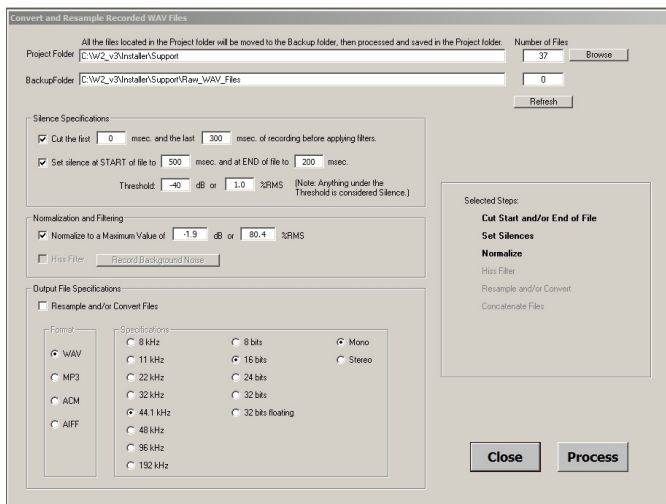 Convert and Resample Recorded WAV Files
All the files located in the Project folder will be moved to the Backup folder, then processed and saved in the Project folder.
Number of Files
Project Folder C:\W2_v3\Installer\Support 37 Browse
BackupFolder C:\W2_v3\Installer\Support\Raw_WAV_Files 0
Refresh
Silence Specifications
Cut the first 0 msec. and the last 300 msec. of recording before applying filters.
Set silence at START of file to 500 msec. and at END of file to 200 msec.
Threshold: -40 dB or 1.0 %RMS (Note: Anything under the
Threshold is considered Silence.)
Normalization and Filtering
Normalize to a Maximum Value of -1.9 dB or 80.4 %RMS
Hiss Filter Record Background Noise
Output File Specifications
Resample and/or Convert Files
Format
WAV
MP3
ACM
AIFF
Specifications
8 kHz 8 bits Mono
11 kHz 16 bits Stereo
22 kHz 24 bits
32 kHz 32 bits
44.1 kHz 32 bits floating
48 kHz
96 kHz
192 kHz
Selected Steps:
Cut Start and/or End of File
Set Silences
Normalize
Hiss Filter
Resample and/or Convert
Concatenate Files
Close Process